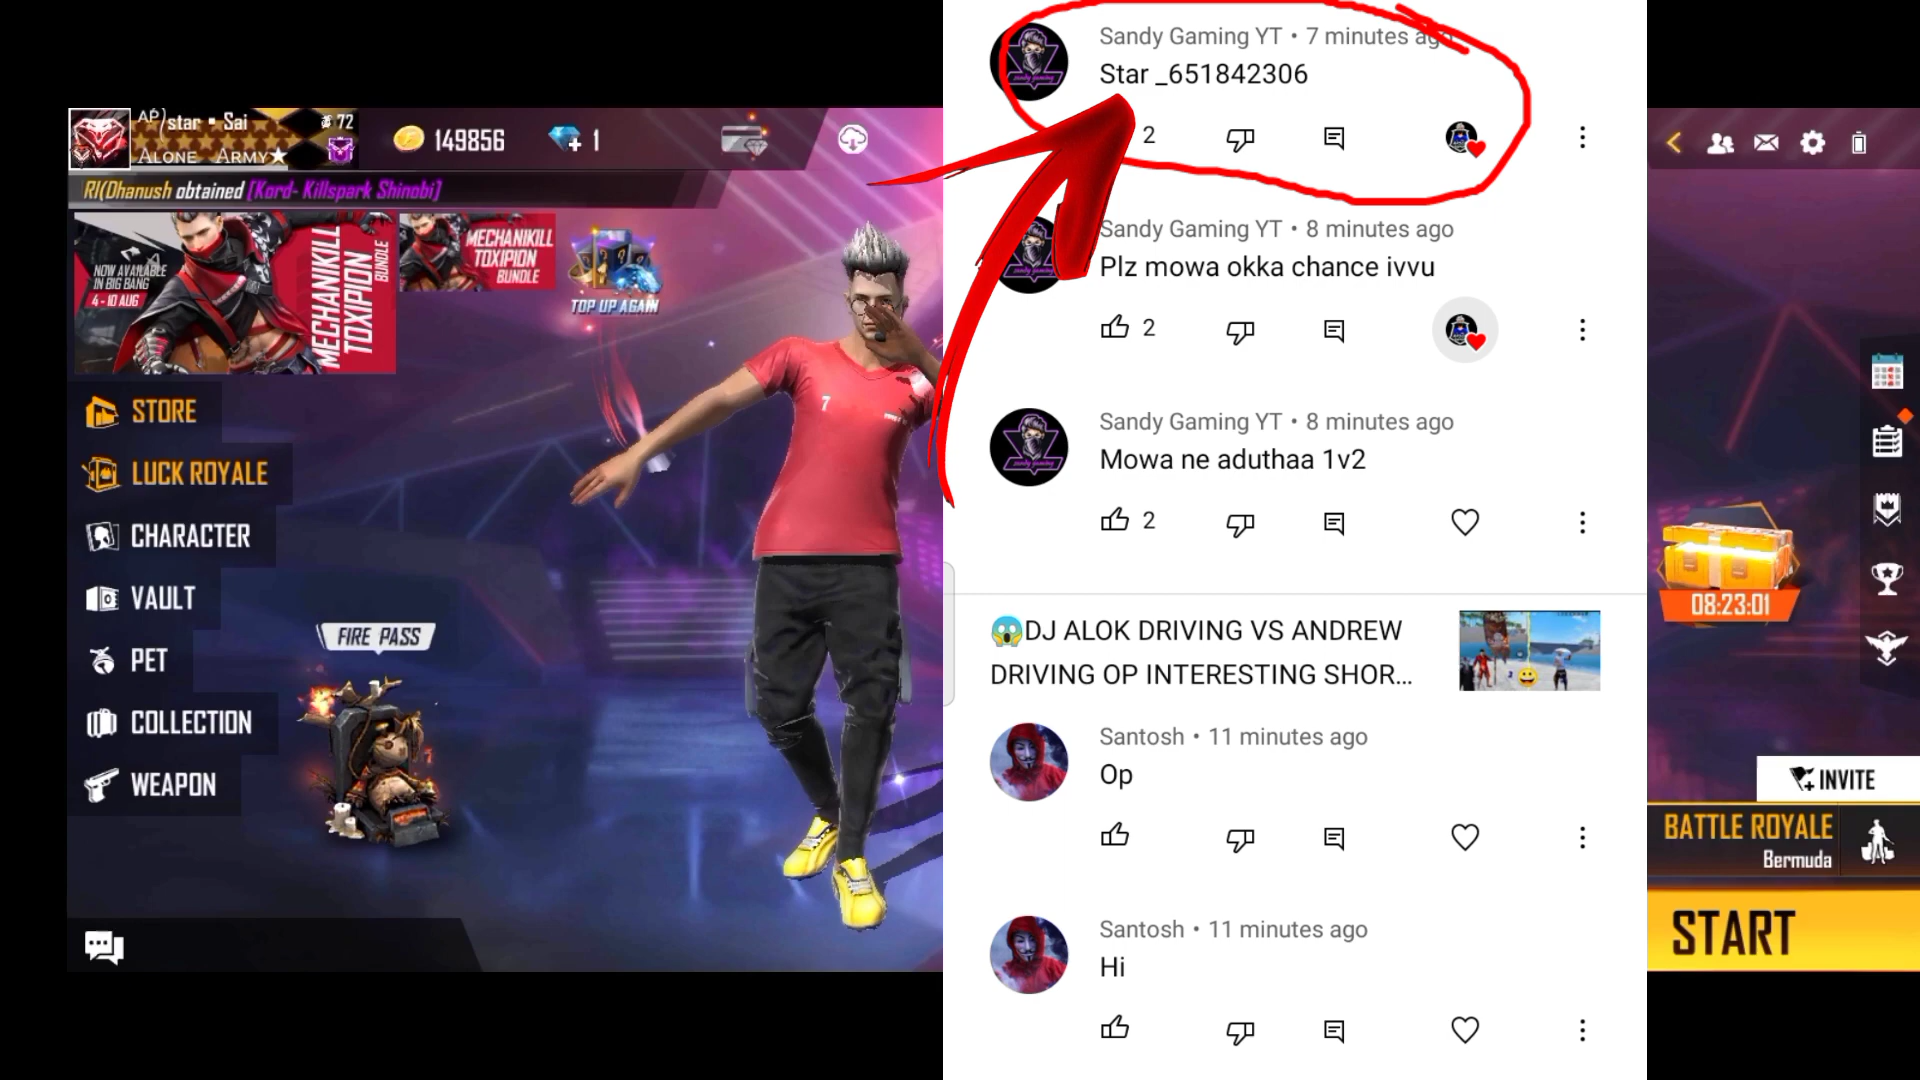 AP)star ▪ Sai
72
ALONE ARMY★
149856
1
RI(Dhanush obtained [Kord- Killspark Shinobi]
NOW AVAILABLE
IN BIG BANG
4 - 10 AUG
MECHANIKILL
TOXIPION
BUNDLE
MECHANIKILL
TOXIPION
BUNDLE
TOP UP AGAIN
STORE
LUCK ROYALE
CHARACTER
VAULT
PET
COLLECTION
WEAPON
FIRE PASS
7
Sandy Gaming YT • 7 minutes ago
Star _651842306
2
Sandy Gaming YT • 8 minutes ago
Plz mowa okka chance ivvu
2
Sandy Gaming YT • 8 minutes ago
Mowa ne aduthaa 1v2
2
😱DJ ALOK DRIVING VS ANDREW
DRIVING OP INTERESTING SHOR...
Santosh • 11 minutes ago
Op
Santosh • 11 minutes ago
Hi
08:23:01
INVITE
BATTLE ROYALE
Bermuda
START